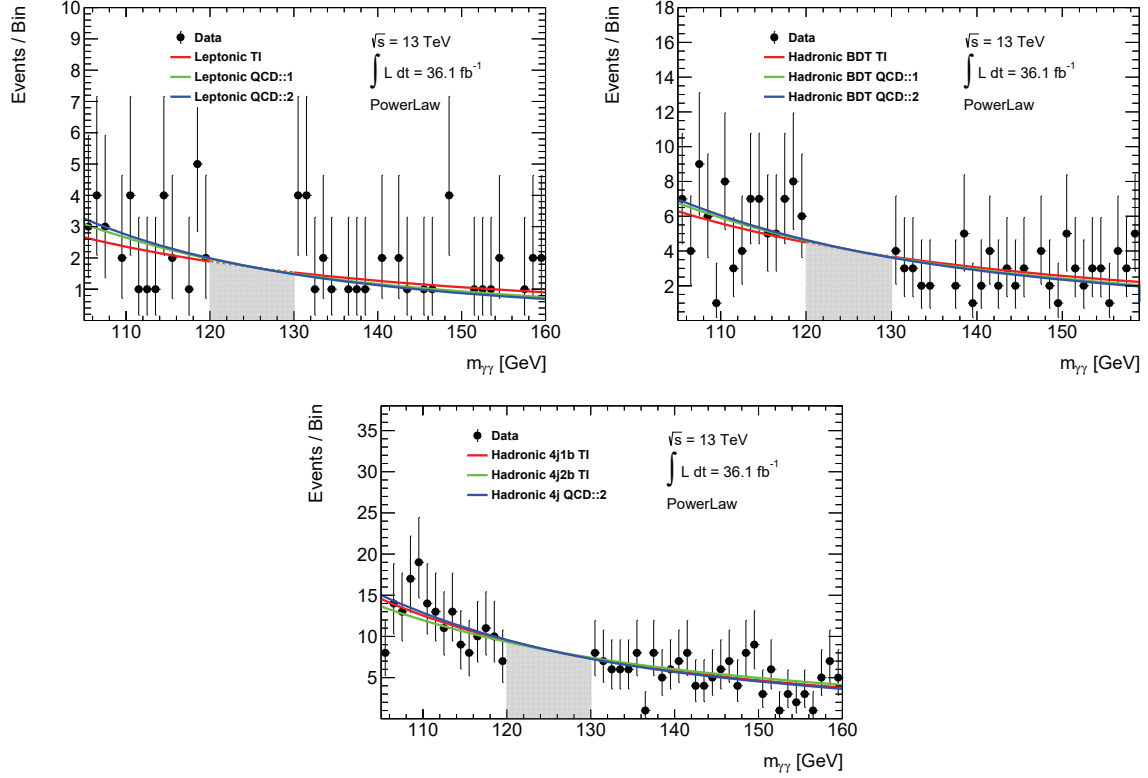 Events / Bin
10
9
8
7
6
5
4
3
2
1
Data
Leptonic TI
Leptonic QCD::1
Leptonic QCD::2
√s = 13 TeV
∫ L dt = 36.1 fb⁻¹
PowerLaw
110 120 130 140 150 160
mγγ [GeV]
Events / Bin
18
16
14
12
10
8
6
4
2
Data
Hadronic BDT TI
Hadronic BDT QCD::1
Hadronic BDT QCD::2
√s = 13 TeV
∫ L dt = 36.1 fb⁻¹
PowerLaw
110 120 130 140 150
mγγ [GeV]
Events / Bin
35
30
25
20
15
10
5
Data
Hadronic 4j1b TI
Hadronic 4j2b TI
Hadronic 4j QCD::2
√s = 13 TeV
∫ L dt = 36.1 fb⁻¹
PowerLaw
110 120 130 140 150 160
mγγ [GeV]